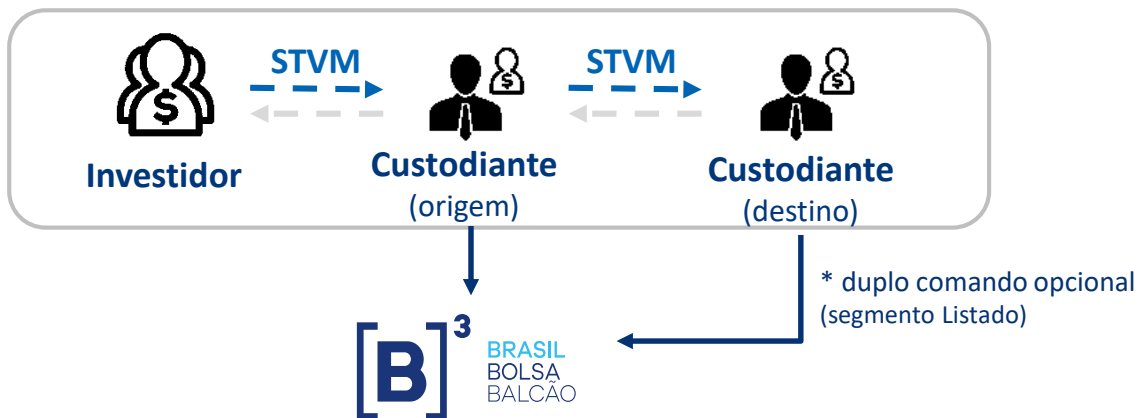 STVM
STVM
$
$
$
Investidor
Custodiante
(origem)
Custodiante
(destino)
* duplo comando opcional
(segmento Listado)
[B]³
BRASIL
BOLSA
BALCÃO